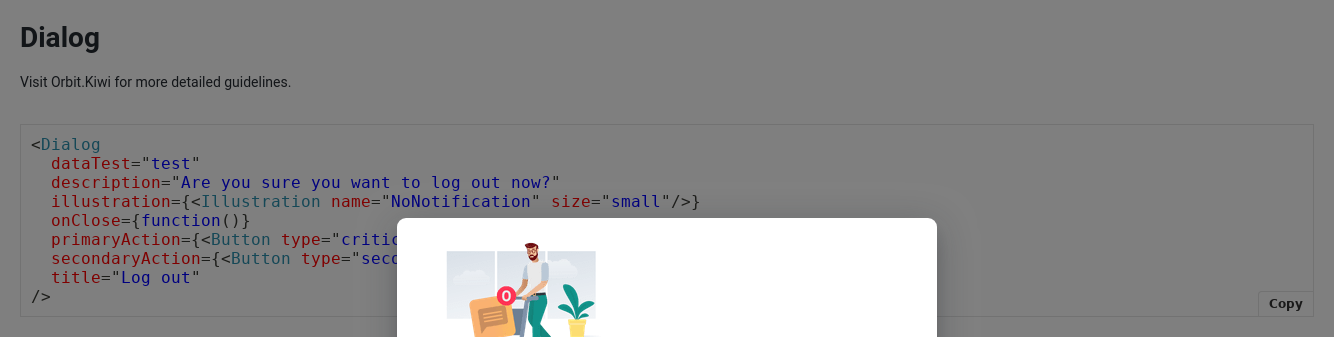 Dialog
Visit Orbit.Kiwi for more detailed guidelines.
<Dialog
  dataTest="test"
  description="Are you sure you want to log out now?"
  illustration={<Illustration name="NoNotification" size="small"/>}
  onClose={function()}
  primaryAction={<Button type="critic
  secondaryAction={<Button type="seco
  title="Log out"
/>
0
Copy